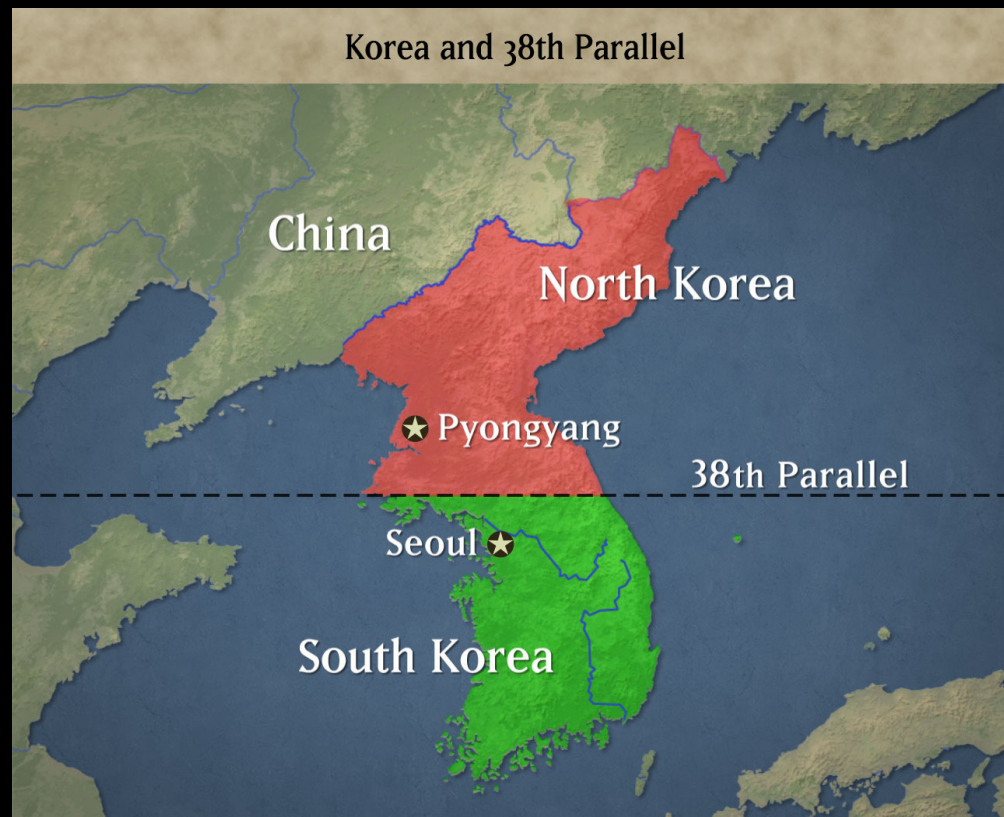 Korea and 38th Parallel
China
North Korea
Pyongyang
38th Parallel
Seoul
South Korea